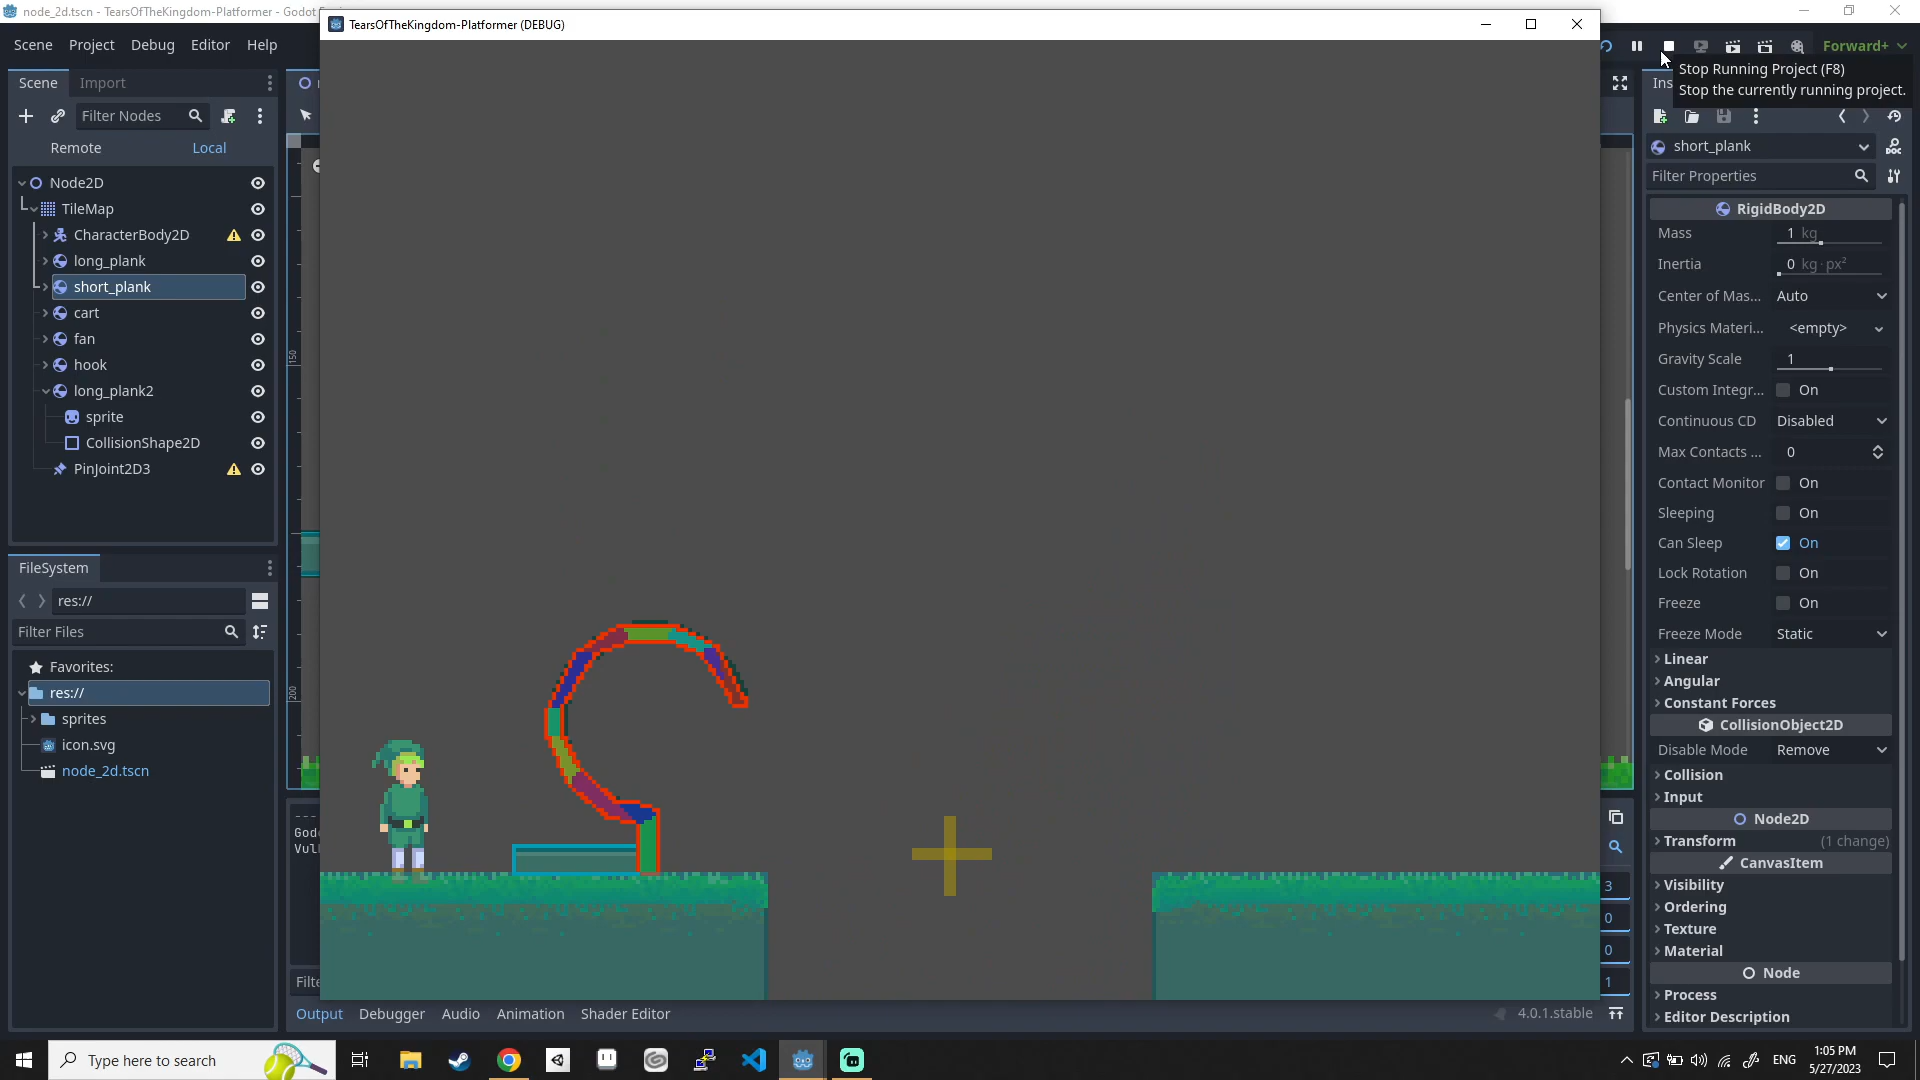 node_2d.tscn - TearsOfTheKingdom-Platformer - Godot
TearsOfTheKingdom-Platformer (DEBUG)
Scene Project Debug Editor Help
Forward+
Stop Running Project (F8)
Stop the currently running project.
Scene Import
Filter Nodes
Remote Local
Node2D
TileMap
CharacterBody2D
long_plank
short_plank
cart
fan
hook
long_plank2
sprite
CollisionShape2D
PinJoint2D3
FileSystem
res://
Filter Files
Favorites:
res://
sprites
icon.svg
node_2d.tscn
150
200
Ins
short_plank
Filter Properties
RigidBody2D
Mass 1 kg
Inertia 0 kg·px²
Center of Mas... Auto
Physics Materi... <empty>
Gravity Scale 1
Custom Integr... On
Continuous CD Disabled
Max Contacts ... 0
Contact Monitor On
Sleeping On
Can Sleep On
Lock Rotation On
Freeze On
Freeze Mode Static
Linear
Angular
Constant Forces
CollisionObject2D
Disable Mode Remove
Collision
Input
Node2D
Transform (1 change)
CanvasItem
Visibility
Ordering
Texture
Material
Node
Process
Editor Description
3
0
0
1
Output Debugger Audio Animation Shader Editor 4.0.1.stable
Type here to search
ENG
1:05 PM
5/27/2023